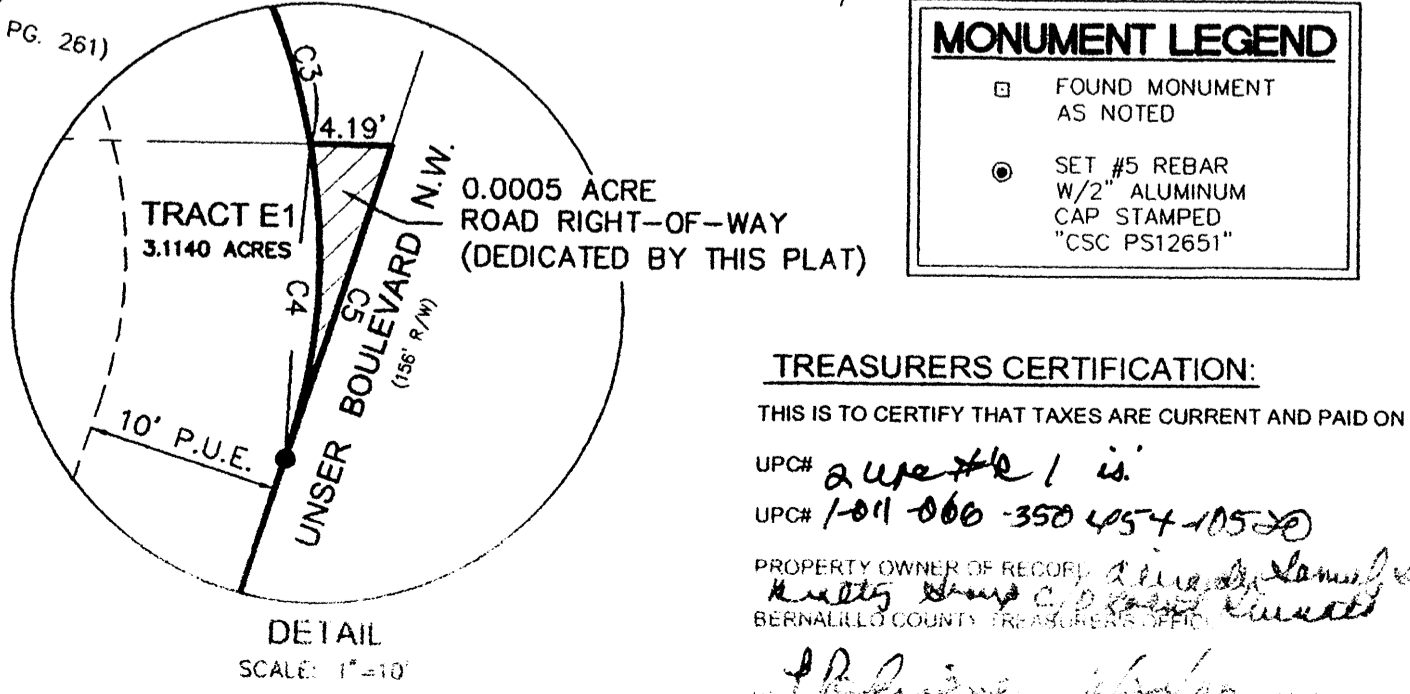 PG. 261)
C3
4.19'
TRACT E1
3.1140 ACRES
C4
C5
0.0005 ACRE
ROAD RIGHT-OF-WAY
(DEDICATED BY THIS PLAT)
UNSER BOULEVARD N.W.
(156' R/W)
10' P.U.E.
DETAIL
SCALE: 1"=10'
MONUMENT LEGEND
FOUND MONUMENT
AS NOTED
SET #5 REBAR
W/2" ALUMINUM
CAP STAMPED
"CSC PS12651"
TREASURERS CERTIFICATION:
THIS IS TO CERTIFY THAT TAXES ARE CURRENT AND PAID ON
UPC#
UPC# 1-011-066-350
PROPERTY OWNER OF RECORD
BERNALILLO COUNTY TREASURER'S OFFICE